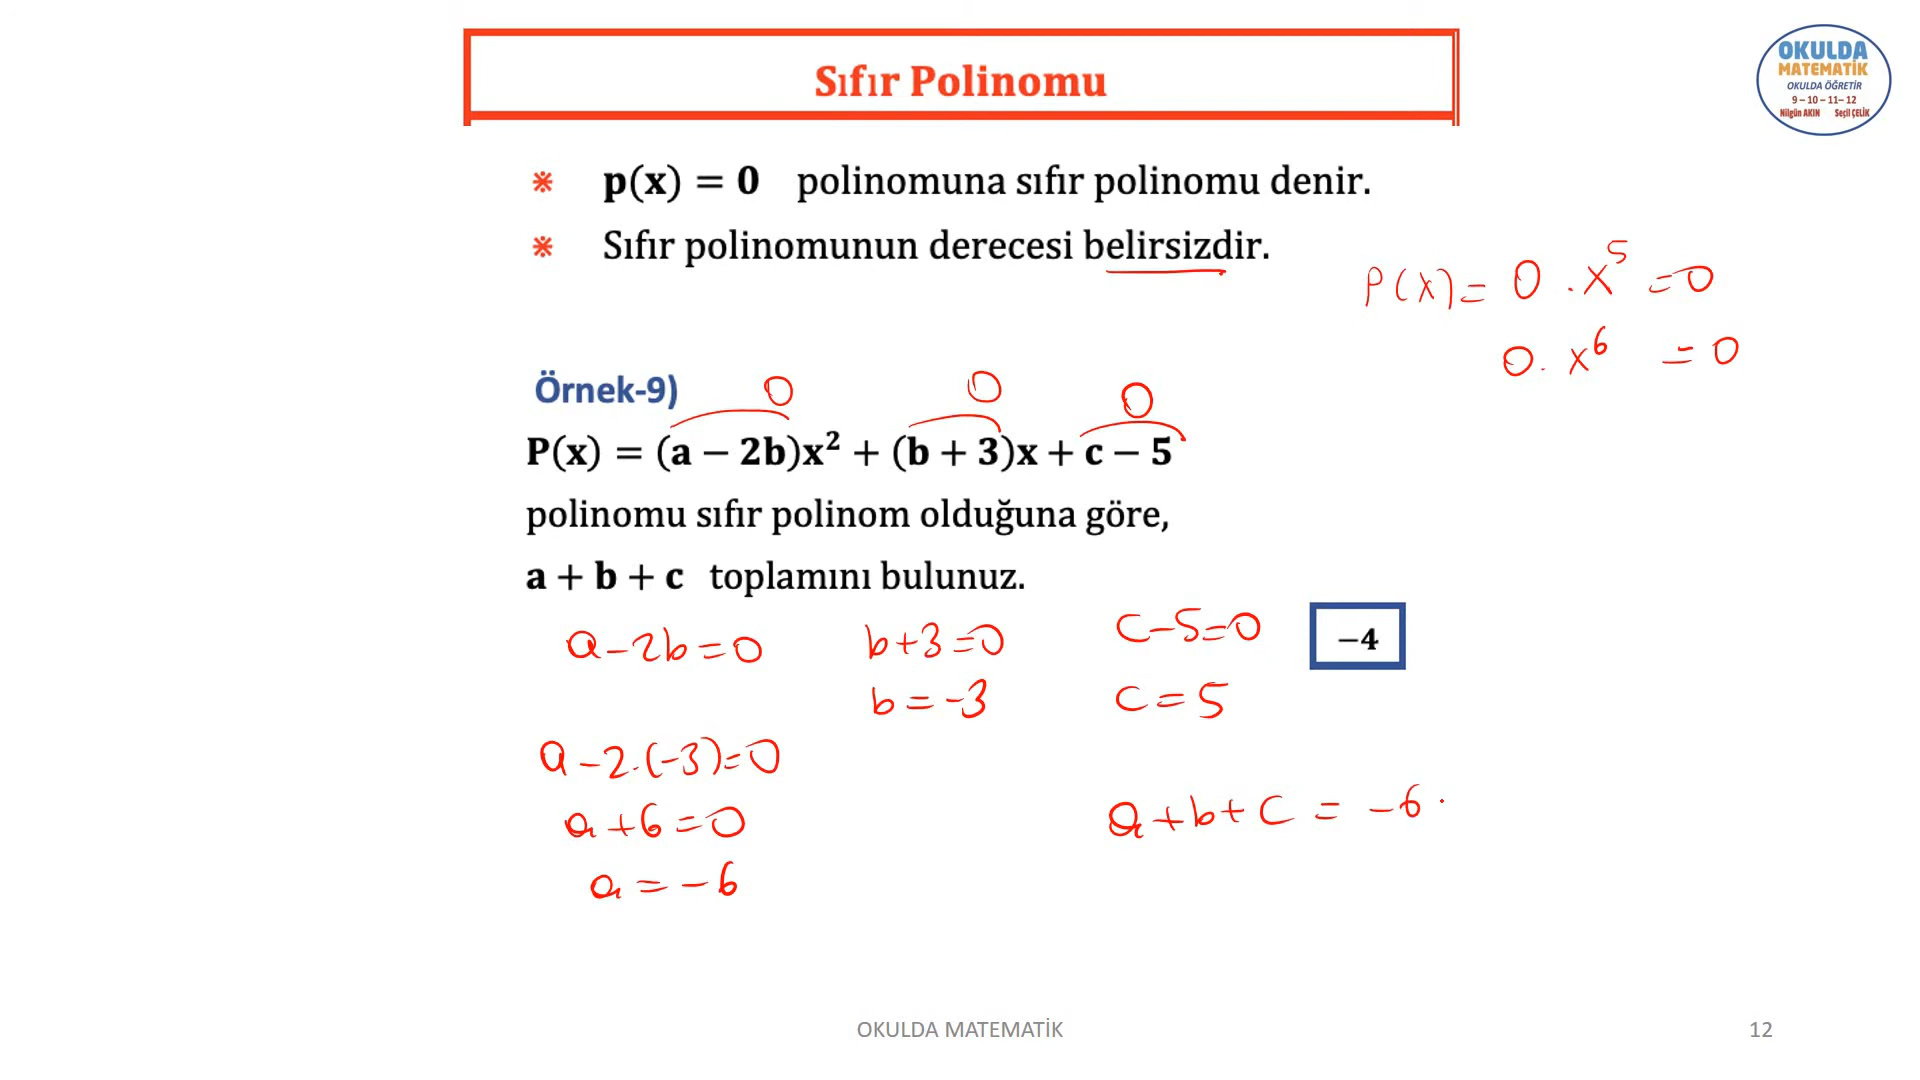 Sıfır Polinomu
OKULDA
MATEMATİK
OKULDA ÖĞRETİR
9 – 10 – 11– 12
Nilgün AKIN Seçil ÇELİK
※ p(x) = 0 polinomuna sıfır polinomu denir.
※ Sıfır polinomunun derecesi belirsizdir.
P(x) = 0 . x⁵ = 0
0 . x⁶ = 0
Örnek-9)
0 0 0
P(x) = (a − 2b)x² + (b + 3)x + c − 5
polinomu sıfır polinom olduğuna göre,
a + b + c toplamını bulunuz.
a − 2b = 0 b + 3 = 0 c − 5 = 0 −4
b = −3 c = 5
a − 2 . (−3) = 0
a + 6 = 0 a + b + c = −6 ·
a = −6
OKULDA MATEMATİK 12